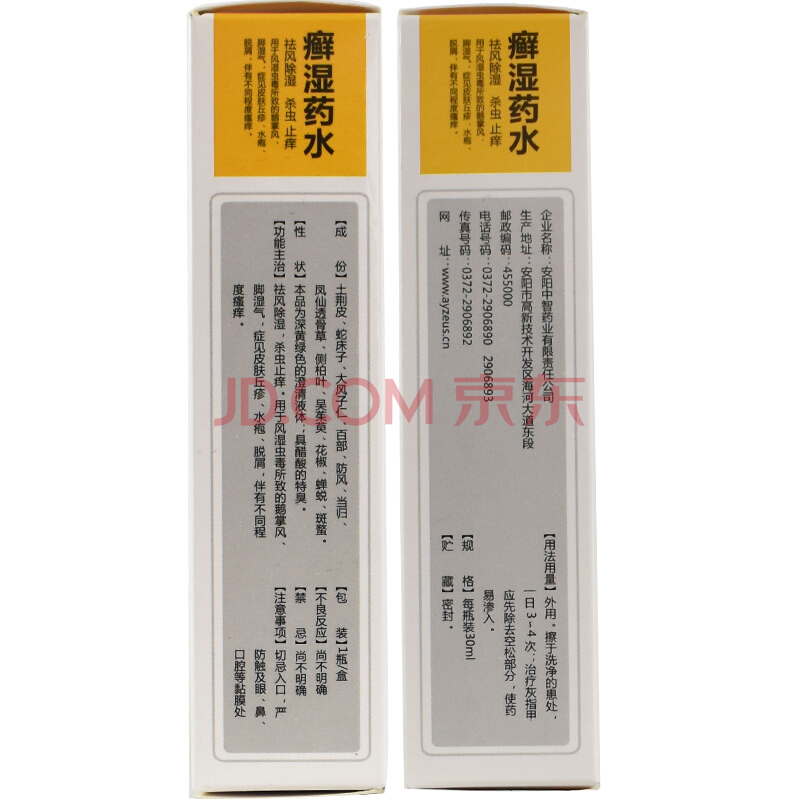 癣湿药水
祛风除湿 杀虫止痒
用于风湿虫毒所致的鹅掌风、
脚湿气，症见皮肤丘疹、水疱、
脱屑，伴有不同程度瘙痒。
【成 份】土荆皮、蛇床子、大风子仁、百部、防风、当归、
凤仙透骨草、侧柏叶、吴茱萸、花椒、蝉蜕、斑蝥。
【性 状】本品为深黄绿色的澄清液体；具醋酸的特臭。
【功能主治】祛风除湿，杀虫止痒。用于风湿虫毒所致的鹅掌风、
脚湿气，症见皮肤丘疹、水疱、脱屑，伴有不同程
度瘙痒。
【包 装】1瓶/盒
【不良反应】尚不明确
【禁 忌】尚不明确
【注意事项】切忌入口，严
防触及眼、鼻、
口腔等黏膜处
癣湿药水
祛风除湿 杀虫止痒
用于风湿虫毒所致的鹅掌风、
脚湿气，症见皮肤丘疹、水疱、
脱屑，伴有不同程度瘙痒。
企业名称：安阳中智药业有限责任公司
生产地址：安阳市高新技术开发区海河大道东段
邮政编码：455000
电话号码：0372-2906890 2906893
传真号码：0372-2906892
网 址：www.ayzeus.cn
【用法用量】外用。擦于洗净的患处，
一日3~4次；治疗灰指甲
应先除去空松部分，使药
易渗入。
【规 格】每瓶装30ml
【贮 藏】密封。
JD.COM 京东